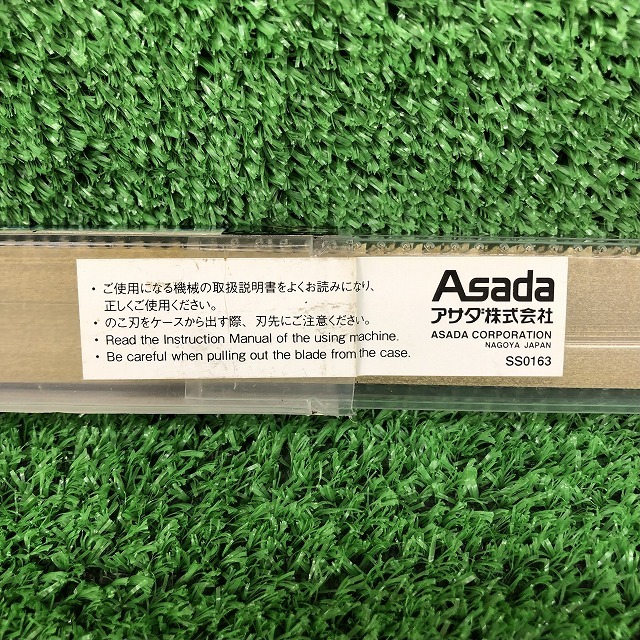 ・ご使用になる機械の取扱説明書をよくお読みになり、
正しくご使用ください。
・のこ刃をケースから出す際、刃先にご注意ください。
・Read the Instruction Manual of the using machine.
・Be careful when pulling out the blade from the case.
Asada
アサダ株式会社
ASADA CORPORATION
NAGOYA JAPAN
SS0163